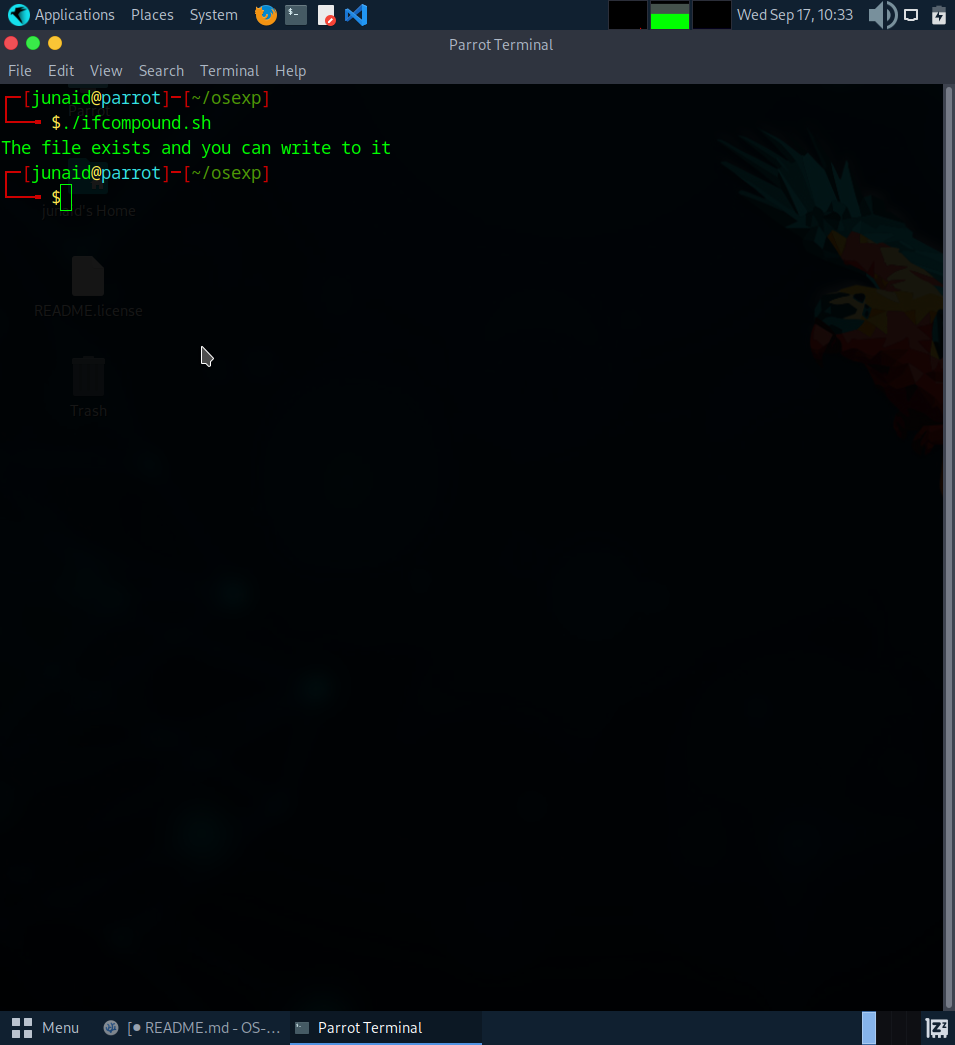 Applications Places System Wed Sep 17, 10:33
Parrot Terminal
File Edit View Search Terminal Help
┌─[junaid@parrot]─[~/osexp]
└──╼ $./ifcompound.sh
The file exists and you can write to it
┌─[junaid@parrot]─[~/osexp]
└──╼ $
junaid's Home
README.license
Trash
Menu [● README.md - OS-... Parrot Terminal